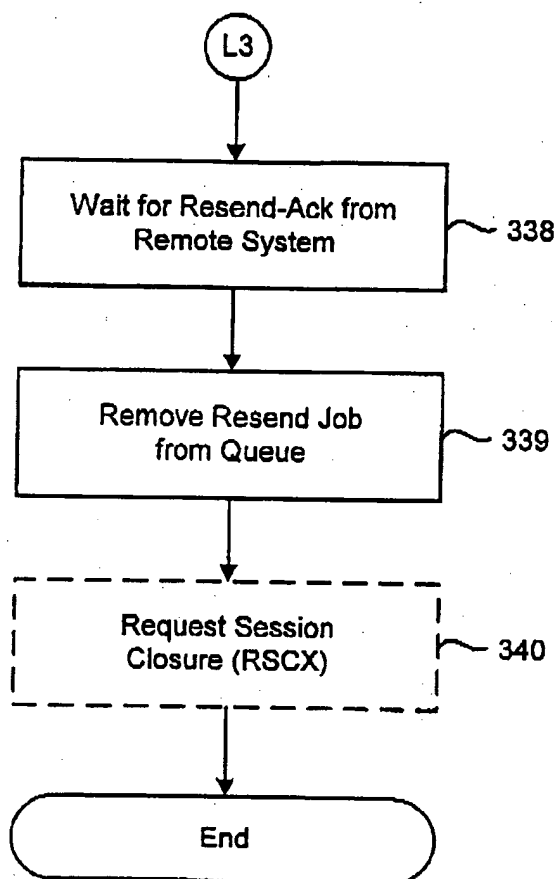 L3
Wait for Resend-Ack from
Remote System
338
Remove Resend Job
from Queue
339
Request Session
Closure (RSCX)
340
End